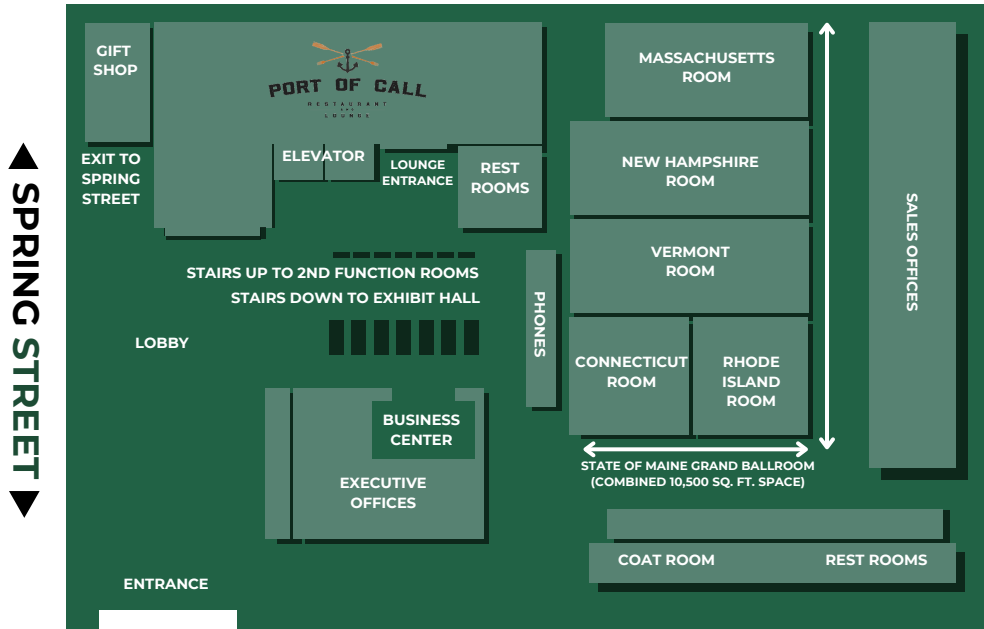 GIFT
SHOP
PORT OF CALL
RESTAURANT
AND
LOUNGE
MASSACHUSETTS
ROOM
EXIT TO
SPRING
STREET
ELEVATOR
LOUNGE
ENTRANCE
REST
ROOMS
NEW HAMPSHIRE
ROOM
VERMONT
ROOM
SALES OFFICES
SPRING STREET
STAIRS UP TO 2ND FUNCTION ROOMS
STAIRS DOWN TO EXHIBIT HALL
PHONES
LOBBY
CONNECTICUT
ROOM
RHODE
ISLAND
ROOM
BUSINESS
CENTER
STATE OF MAINE GRAND BALLROOM
(COMBINED 10,500 SQ. FT. SPACE)
EXECUTIVE
OFFICES
COAT ROOM
REST ROOMS
ENTRANCE